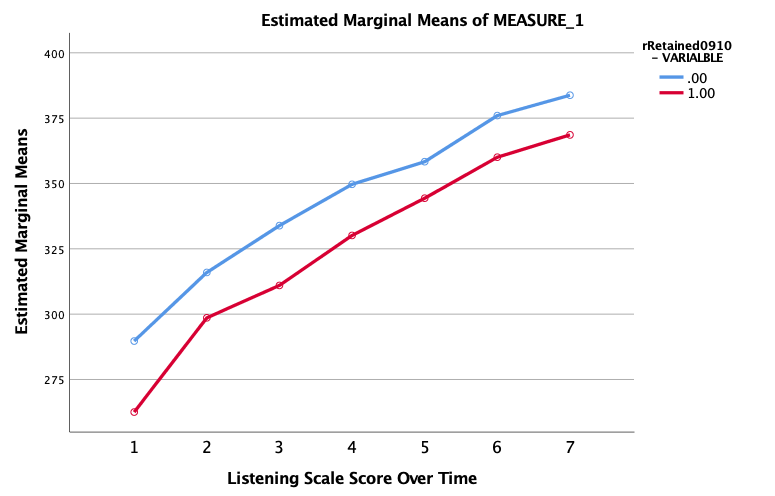 Estimated Marginal Means of MEASURE_1
rRetained0910
- VARIALBLE
.00
1.00
Estimated Marginal Means
400
375
350
325
300
275
1 2 3 4 5 6 7
Listening Scale Score Over Time